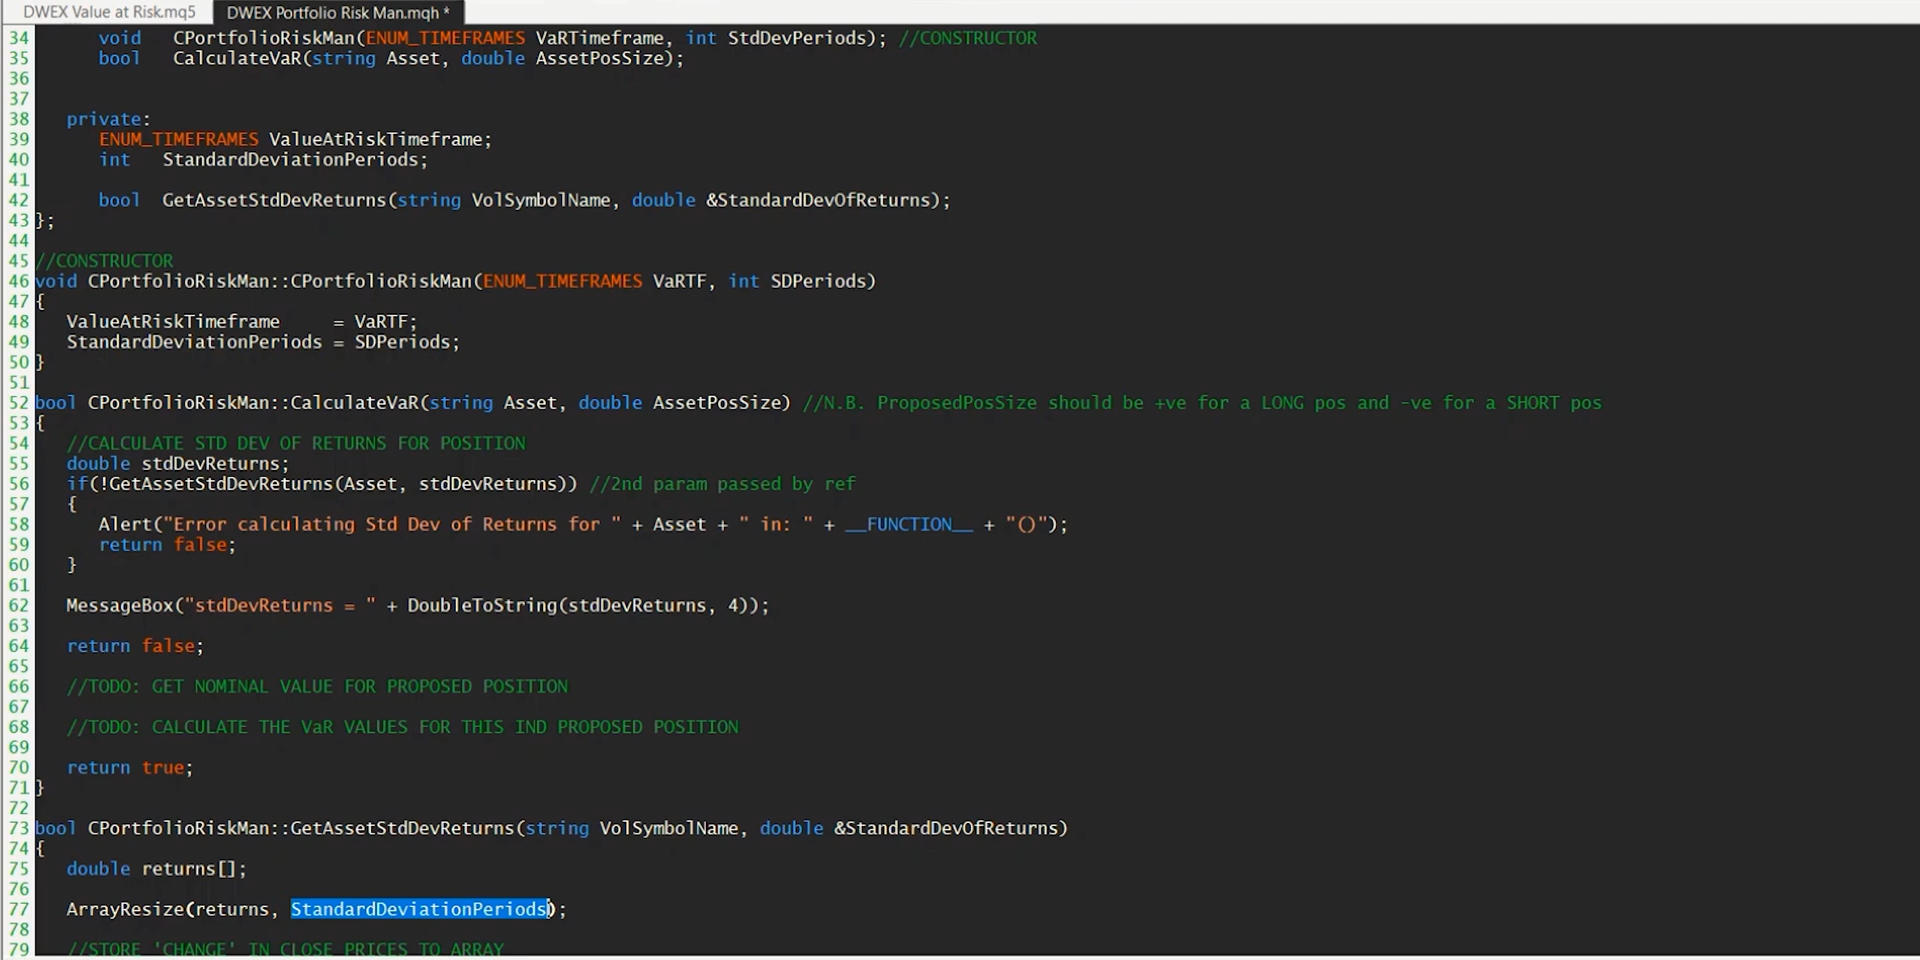 DWEX Value at Risk.mq5 DWEX Portfolio Risk Man.mqh *
34 void CPortfolioRiskMan(ENUM_TIMEFRAMES VaRTimeframe, int StdDevPeriods); //CONSTRUCTOR
35 bool CalculateVaR(string Asset, double AssetPosSize);
36
37
38 private:
39 ENUM_TIMEFRAMES ValueAtRiskTimeframe;
40 int StandardDeviationPeriods;
41
42 bool GetAssetStdDevReturns(string VolSymbolName, double &StandardDevOfReturns);
43 };
44
45 //CONSTRUCTOR
46 void CPortfolioRiskMan::CPortfolioRiskMan(ENUM_TIMEFRAMES VaRTF, int SDPeriods)
47 {
48 ValueAtRiskTimeframe = VaRTF;
49 StandardDeviationPeriods = SDPeriods;
50 }
51
52 bool CPortfolioRiskMan::CalculateVaR(string Asset, double AssetPosSize) //N.B. ProposedPosSize should be +ve for a LONG pos and -ve for a SHORT pos
53 {
54 //CALCULATE STD DEV OF RETURNS FOR POSITION
55 double stdDevReturns;
56 if(!GetAssetStdDevReturns(Asset, stdDevReturns)) //2nd param passed by ref
57 {
58 Alert("Error calculating Std Dev of Returns for " + Asset + " in: " + __FUNCTION__ + "()");
59 return false;
60 }
61
62 MessageBox("stdDevReturns = " + DoubleToString(stdDevReturns, 4));
63
64 return false;
65
66 //TODO: GET NOMINAL VALUE FOR PROPOSED POSITION
67
68 //TODO: CALCULATE THE VaR VALUES FOR THIS IND PROPOSED POSITION
69
70 return true;
71 }
72
73 bool CPortfolioRiskMan::GetAssetStdDevReturns(string VolSymbolName, double &StandardDevOfReturns)
74 {
75 double returns[];
76
77 ArrayResize(returns, StandardDeviationPeriods);
78
79 //STORE 'CHANGE' IN CLOSE PRICES TO ARRAY